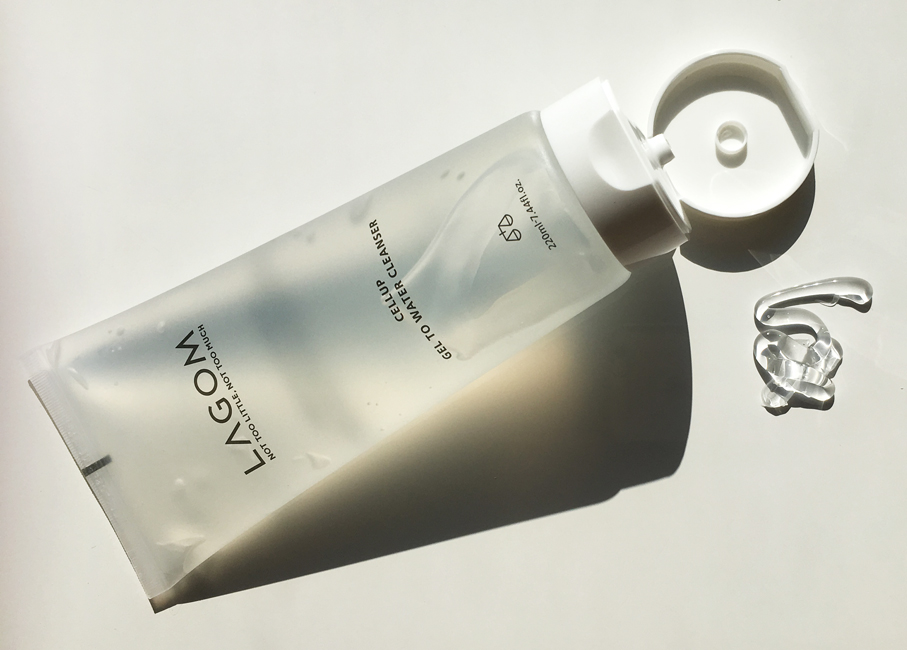 LAGOM
NOT TOO LITTLE, NOT TOO MUCH
CELLUP
GEL TO WATER CLEANSER
220ml·7.44fl.oz.